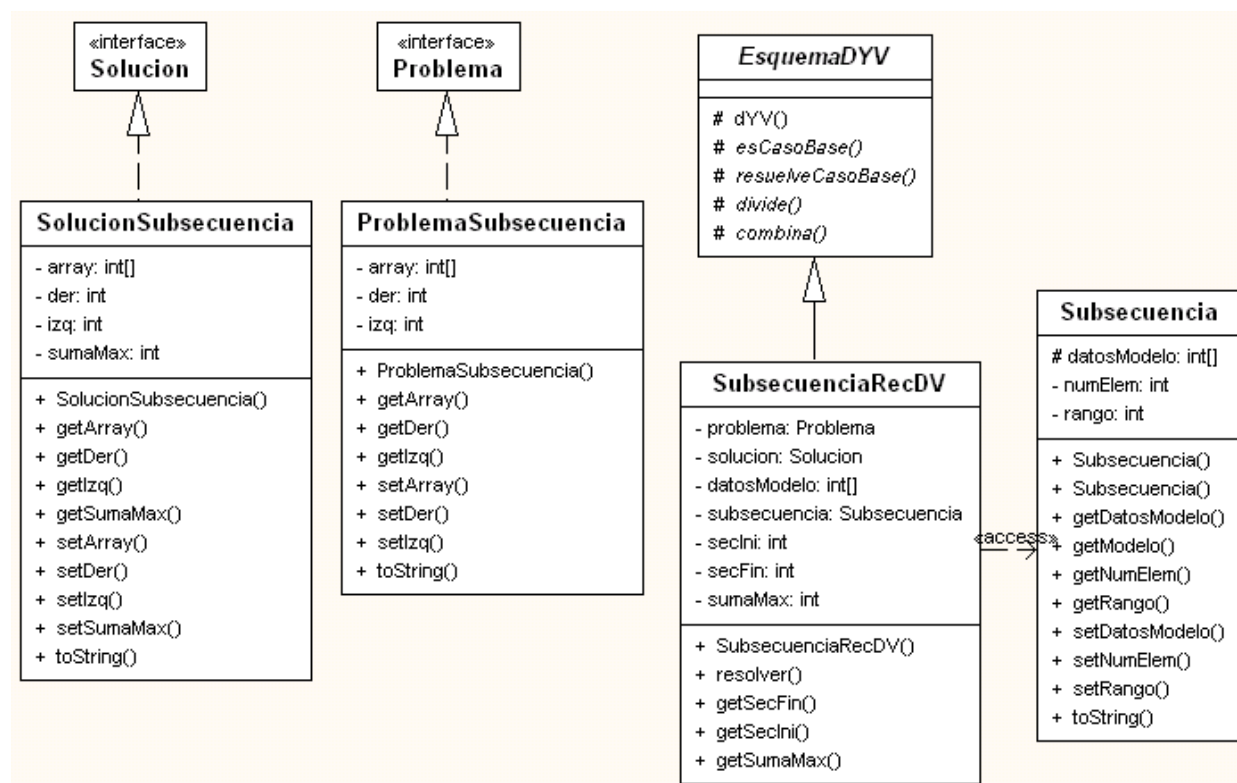 «interface»
Solucion
«interface»
Problema
EsquemaDYV
# dYV()
# esCasoBase()
# resuelveCasoBase()
# divide()
# combina()
SolucionSubsecuencia
- array: int[]
- der: int
- izq: int
- sumaMax: int
+ SolucionSubsecuencia()
+ getArray()
+ getDer()
+ getIzq()
+ getSumaMax()
+ setArray()
+ setDer()
+ setIzq()
+ setSumaMax()
+ toString()
ProblemaSubsecuencia
- array: int[]
- der: int
- izq: int
+ ProblemaSubsecuencia()
+ getArray()
+ getDer()
+ getIzq()
+ setArray()
+ setDer()
+ setIzq()
+ toString()
SubsecuenciaRecDV
- problema: Problema
- solucion: Solucion
- datosModelo: int[]
- subsecuencia: Subsecuencia
- secIni: int
- secFin: int
- sumaMax: int
+ SubsecuenciaRecDV()
+ resolver()
+ getSecFin()
+ getSecIni()
+ getSumaMax()
«access»
Subsecuencia
# datosModelo: int[]
- numElem: int
- rango: int
+ Subsecuencia()
+ Subsecuencia()
+ getDatosModelo()
+ getModelo()
+ getNumElem()
+ getRango()
+ setDatosModelo()
+ setNumElem()
+ setRango()
+ toString()